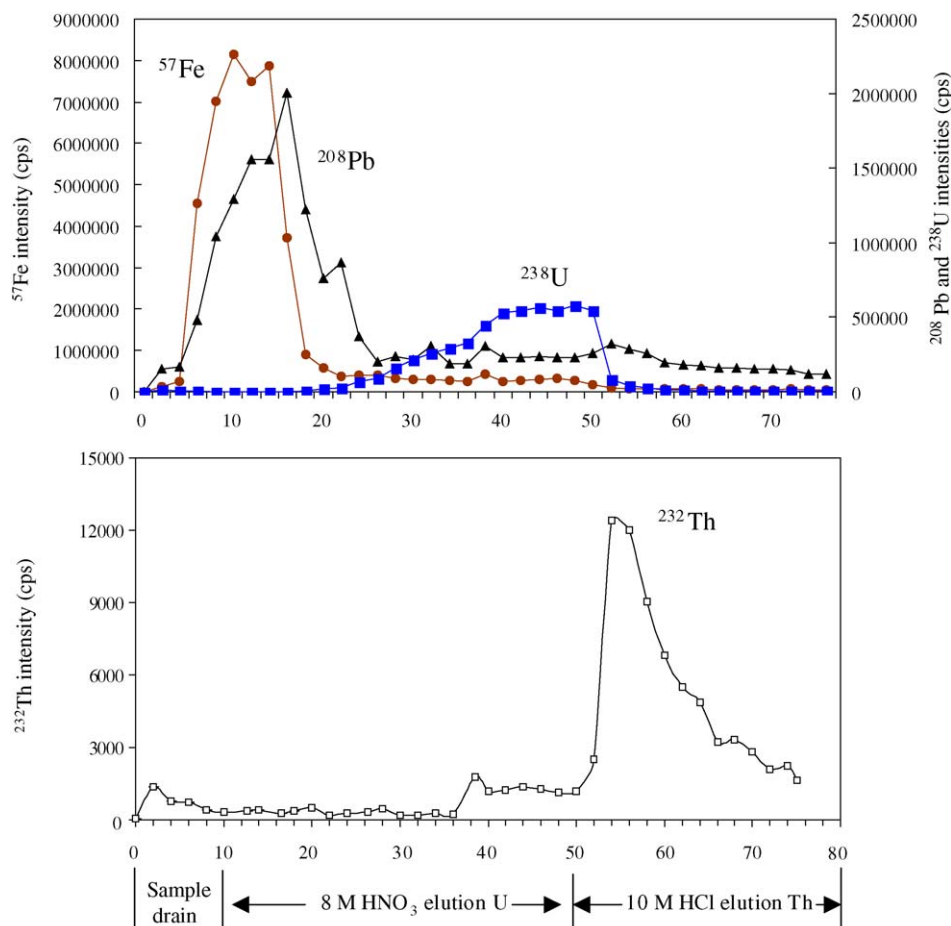 9000000
8000000
7000000
6000000
5000000
4000000
3000000
2000000
1000000
0
⁵⁷Fe intensity (cps)
⁵⁷Fe
²⁰⁸Pb
²³⁸U
2500000
2000000
1500000
1000000
500000
0
²⁰⁸ Pb and ²³⁸U intensities (cps)
0 10 20 30 40 50 60 70
15000
12000
9000
6000
3000
0
²³²Th intensity (cps)
²³²Th
0 10 20 30 40 50 60 70 80
Sample
drain
8 M HNO₃ elution U
10 M HCl elution Th